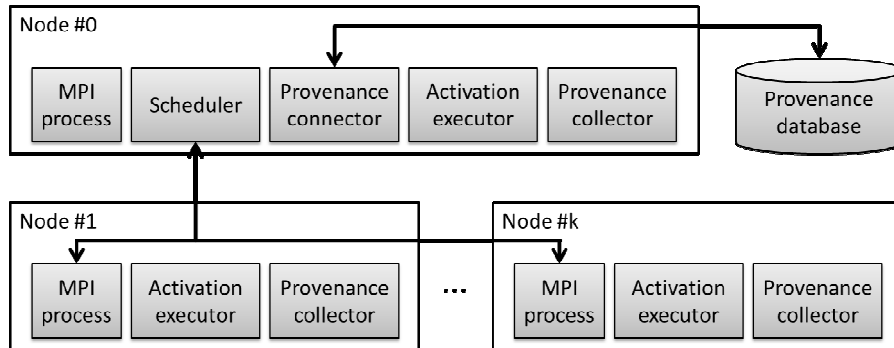 Node #0
MPI
process
Scheduler
Provenance
connector
Activation
executor
Provenance
collector
Provenance
database
Node #1
MPI
process
Activation
executor
Provenance
collector
...
Node #k
MPI
process
Activation
executor
Provenance
collector